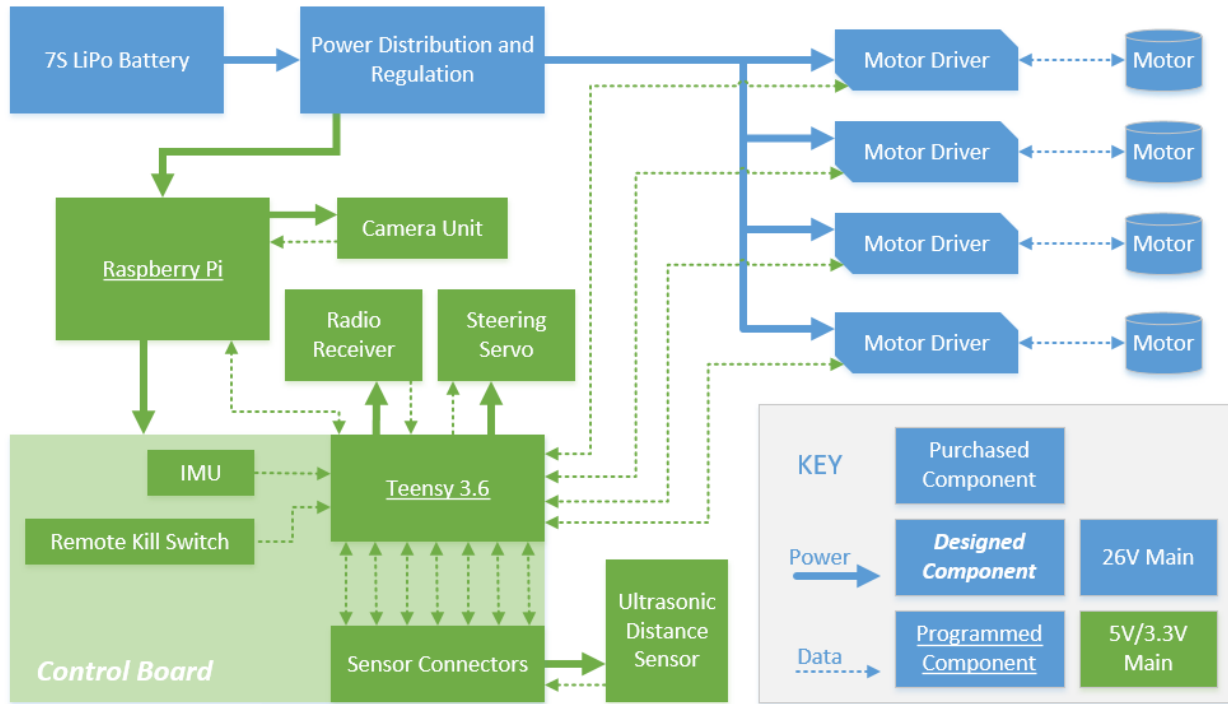 7S LiPo Battery
Power Distribution and
Regulation
Motor Driver
Motor
Motor Driver
Motor
Motor Driver
Motor
Motor Driver
Motor
Raspberry Pi
Camera Unit
Radio
Receiver
Steering
Servo
IMU
Teensy 3.6
Remote Kill Switch
Control Board
Sensor Connectors
Ultrasonic
Distance
Sensor
KEY
Purchased
Component
Power
Designed
Component
26V Main
Data
Programmed
Component
5V/3.3V
Main